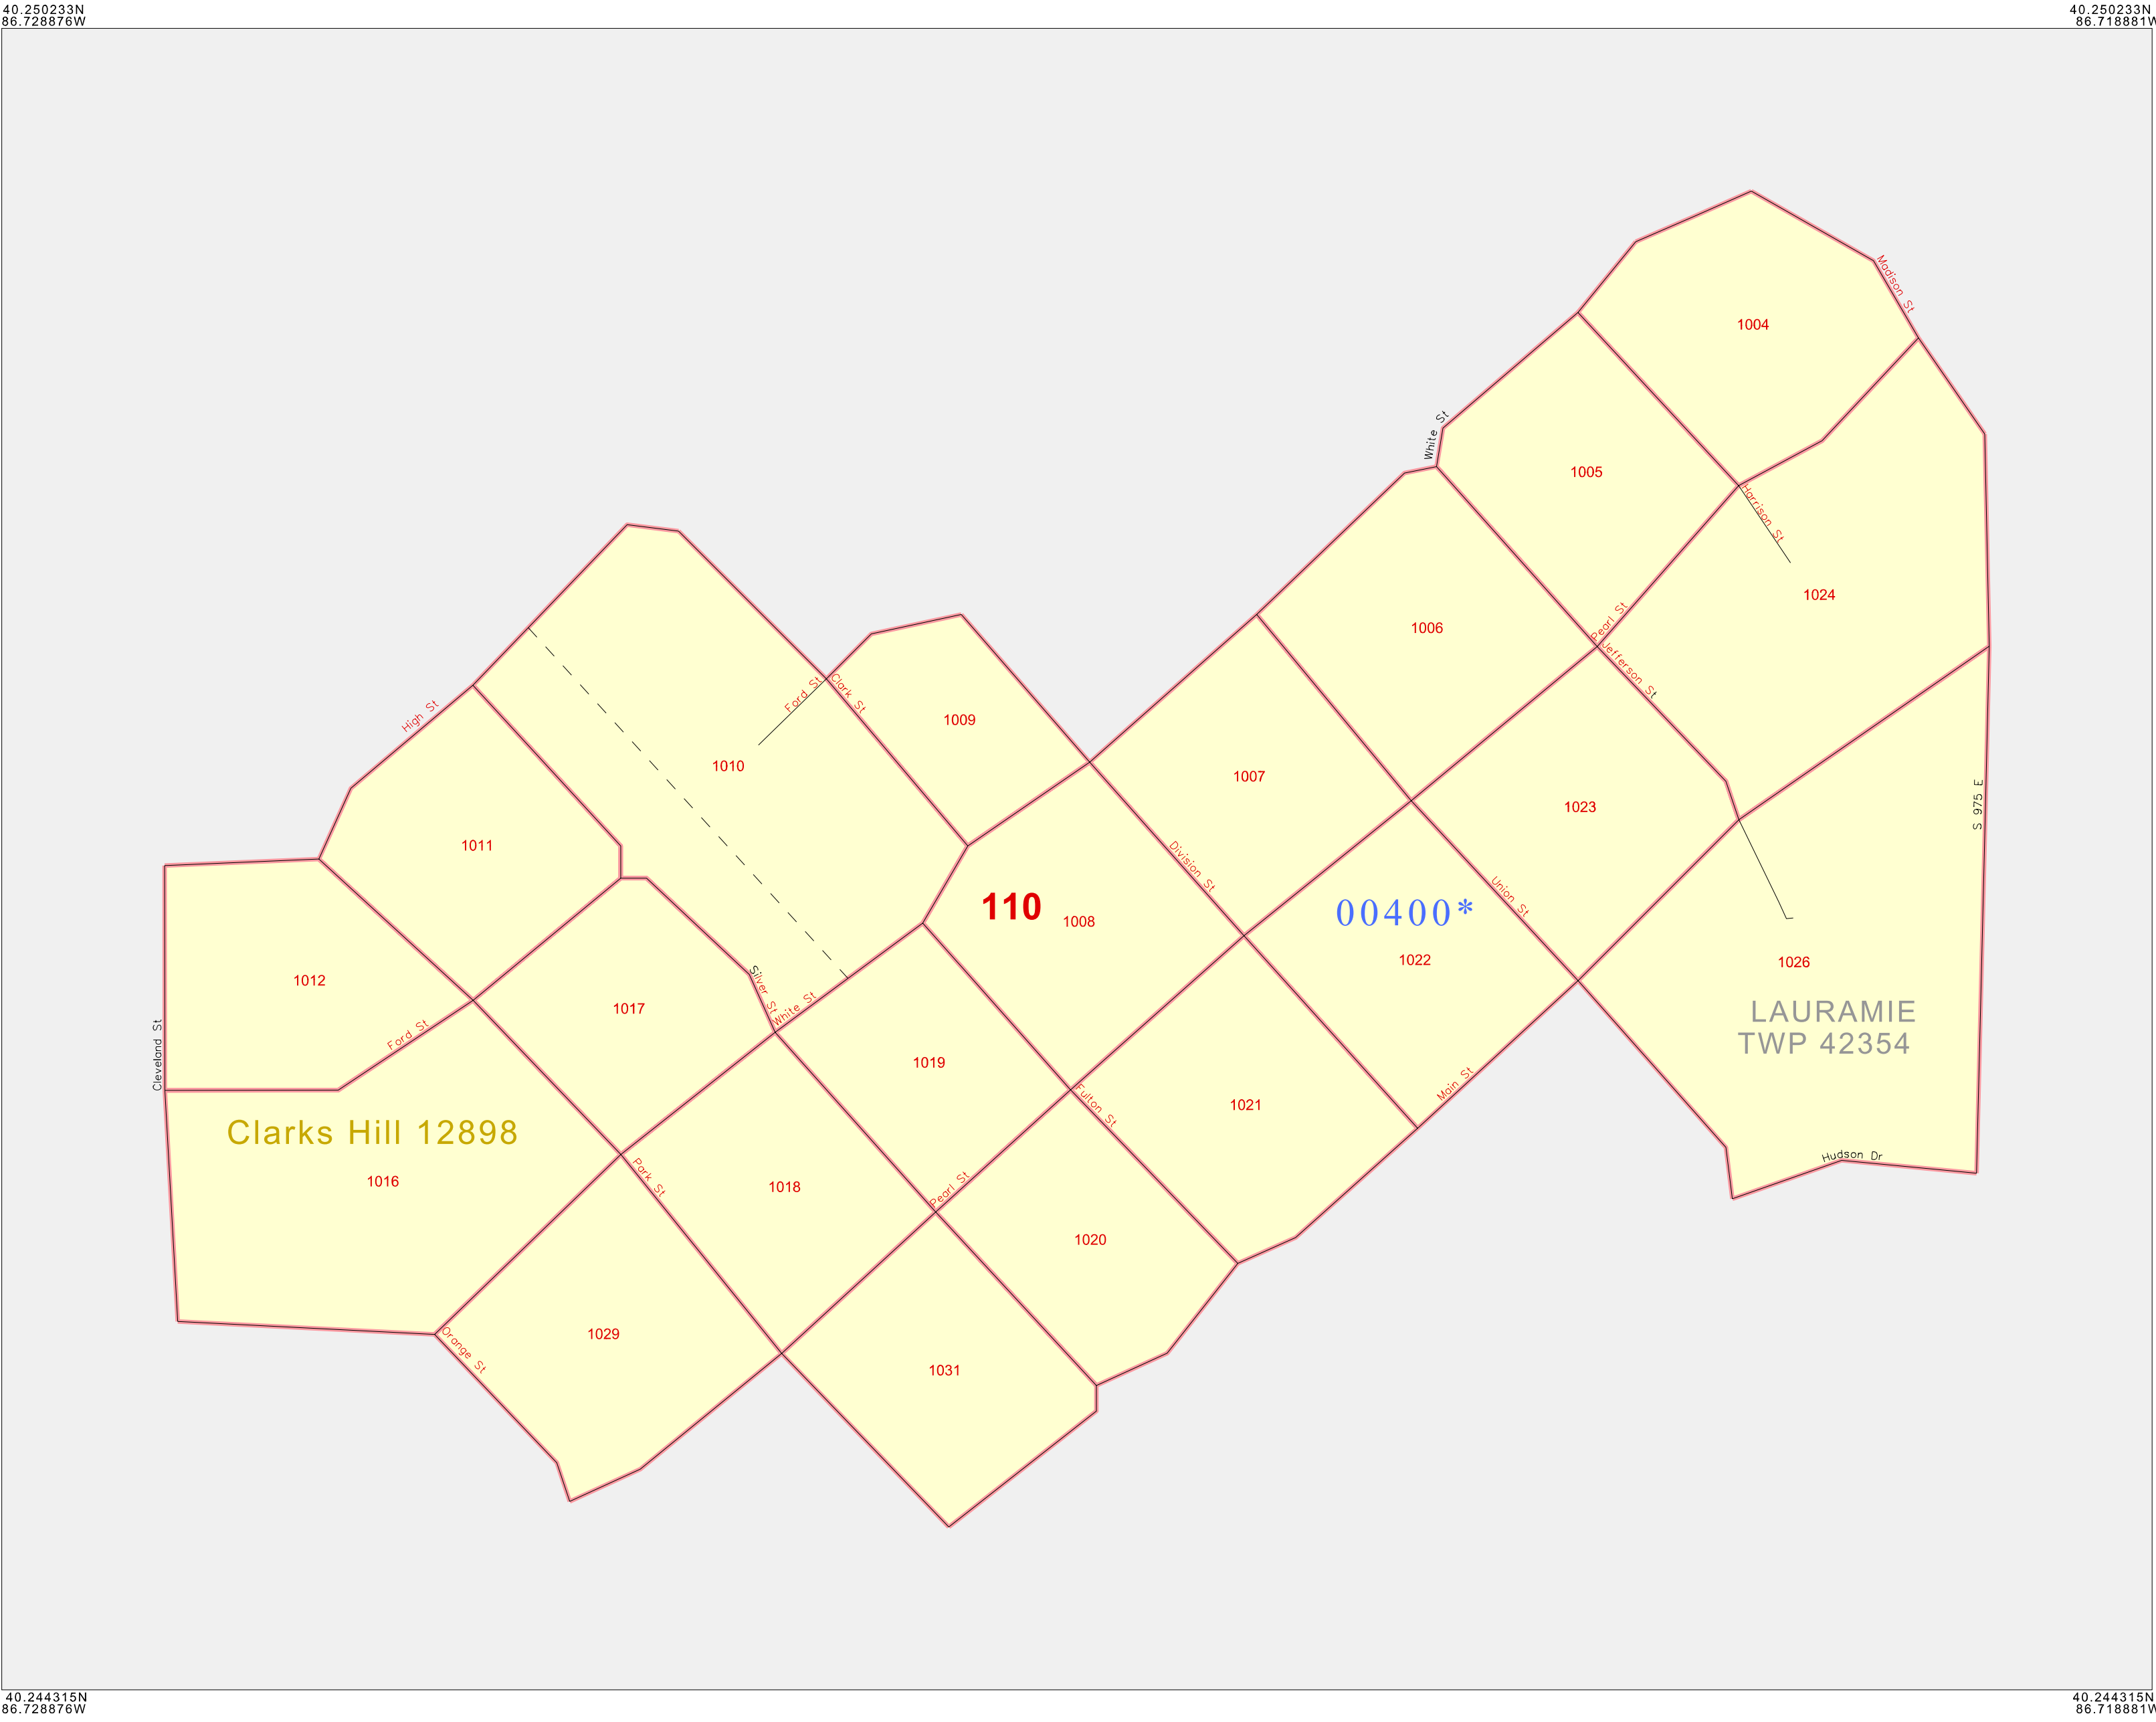 40.250233N
86.728876W
40.250233N
86.718881W
Madison St
1004
White St
1005
Harrison St
1024
Pearl St
1006
Jefferson St
High St
Ford St
Clark St
1009
1010
1007
1023
S 975 E
1011
Division St
Union St
110
1008
00400*
1022
1026
1012
Silver St
White St
1017
LAURAMIE
TWP 42354
Cleveland St
Ford St
1019
Main St
Fulton St
1021
Clarks Hill 12898
Hudson Dr
1016
Park St
1018
Pearl St
1020
1029
Orange St
1031
40.244315N
86.728876W
40.244315N
86.718881W